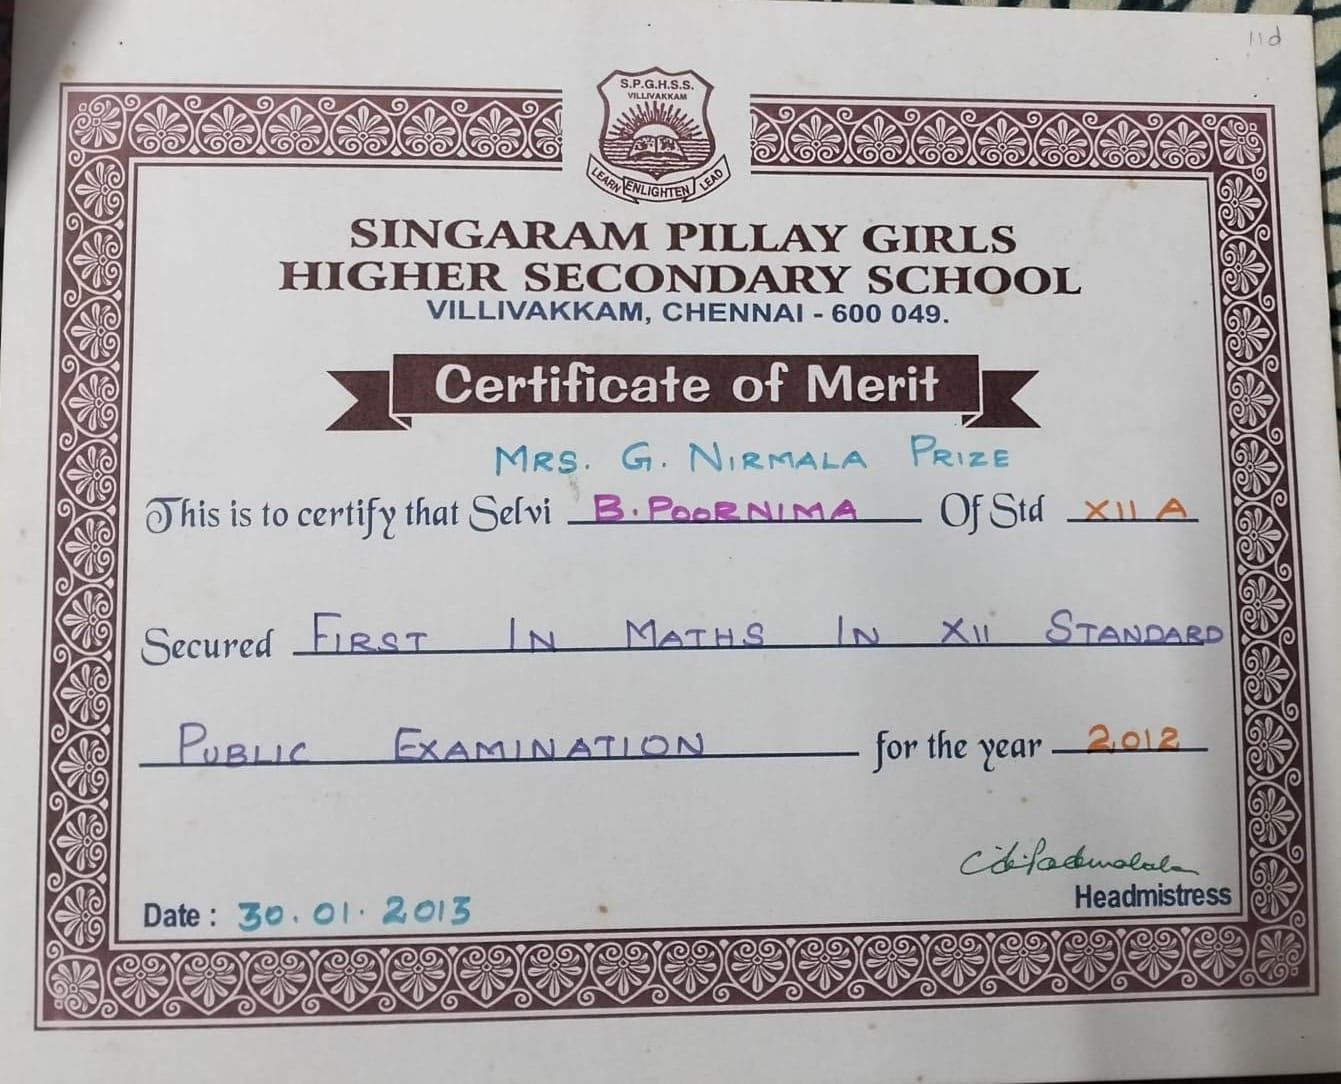 11d
S.P.G.H.S.S.
VILLIVAKKAM
LEARN ENLIGHTEN LEAD
SINGARAM PILLAY GIRLS
HIGHER SECONDARY SCHOOL
VILLIVAKKAM, CHENNAI - 600 049.
Certificate of Merit
MRS. G. NIRMALA PRIZE
This is to certify that Selvi B. POORNIMA Of Std XII A
Secured FIRST IN MATHS IN XII STANDARD
PUBLIC EXAMINATION for the year 2012
Headmistress
Date : 30.01.2013